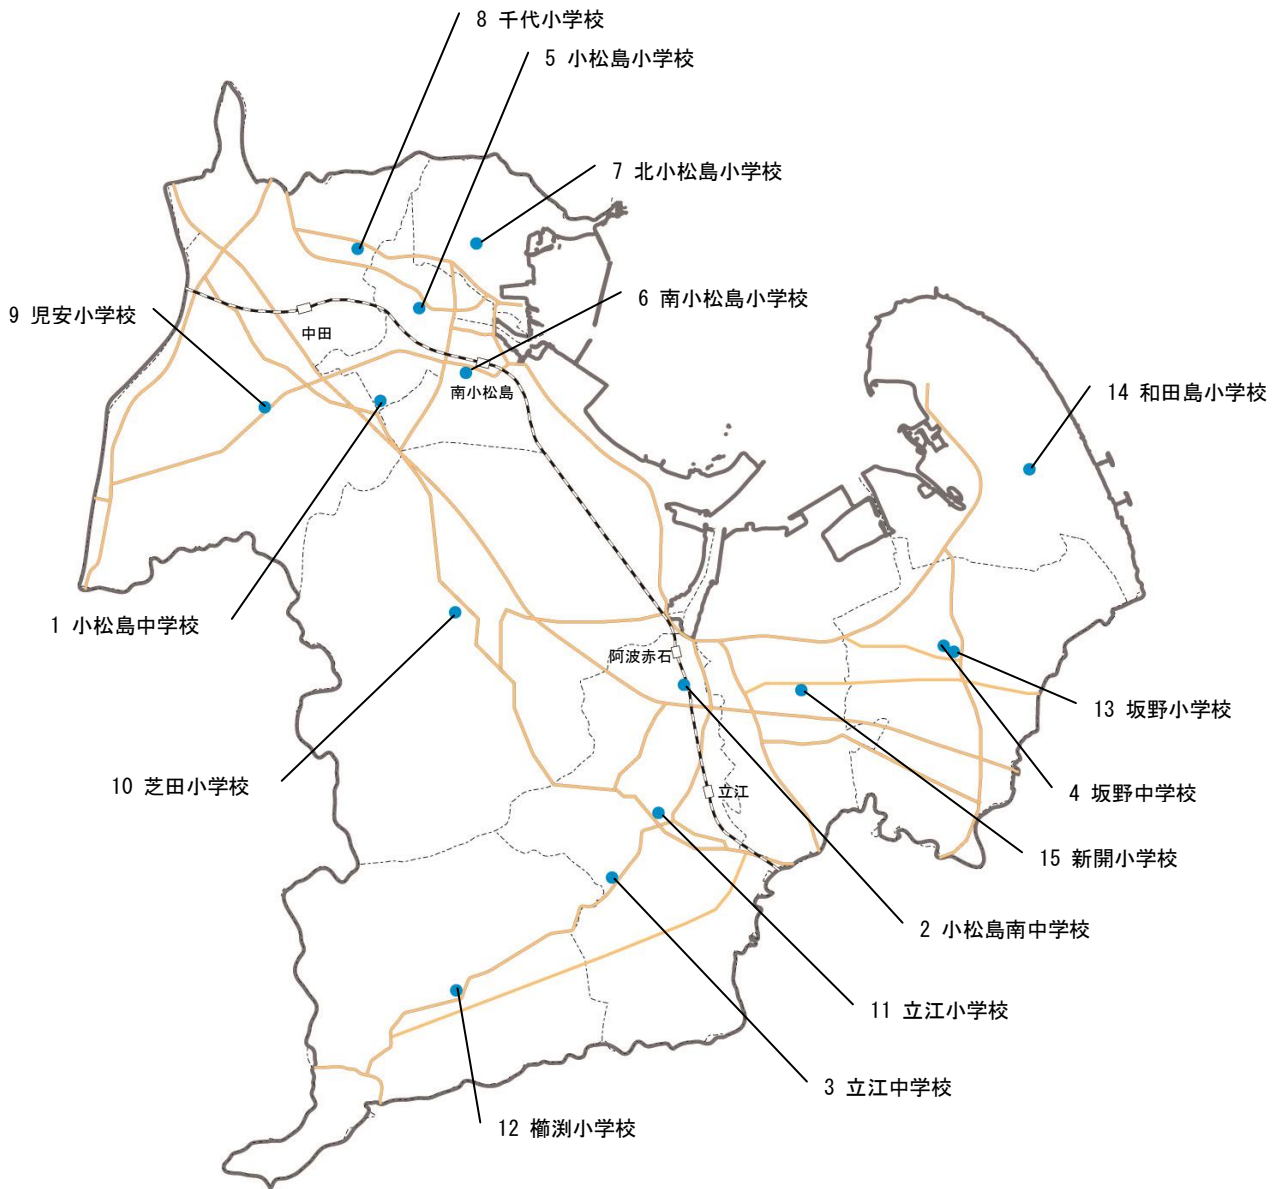 8 千代小学校
5 小松島小学校
7 北小松島小学校
6 南小松島小学校
9 児安小学校
中田
南小松島
14 和田島小学校
1 小松島中学校
阿波赤石
13 坂野小学校
10 芝田小学校
立江
4 坂野中学校
15 新開小学校
2 小松島南中学校
11 立江小学校
3 立江中学校
12 櫛渕小学校